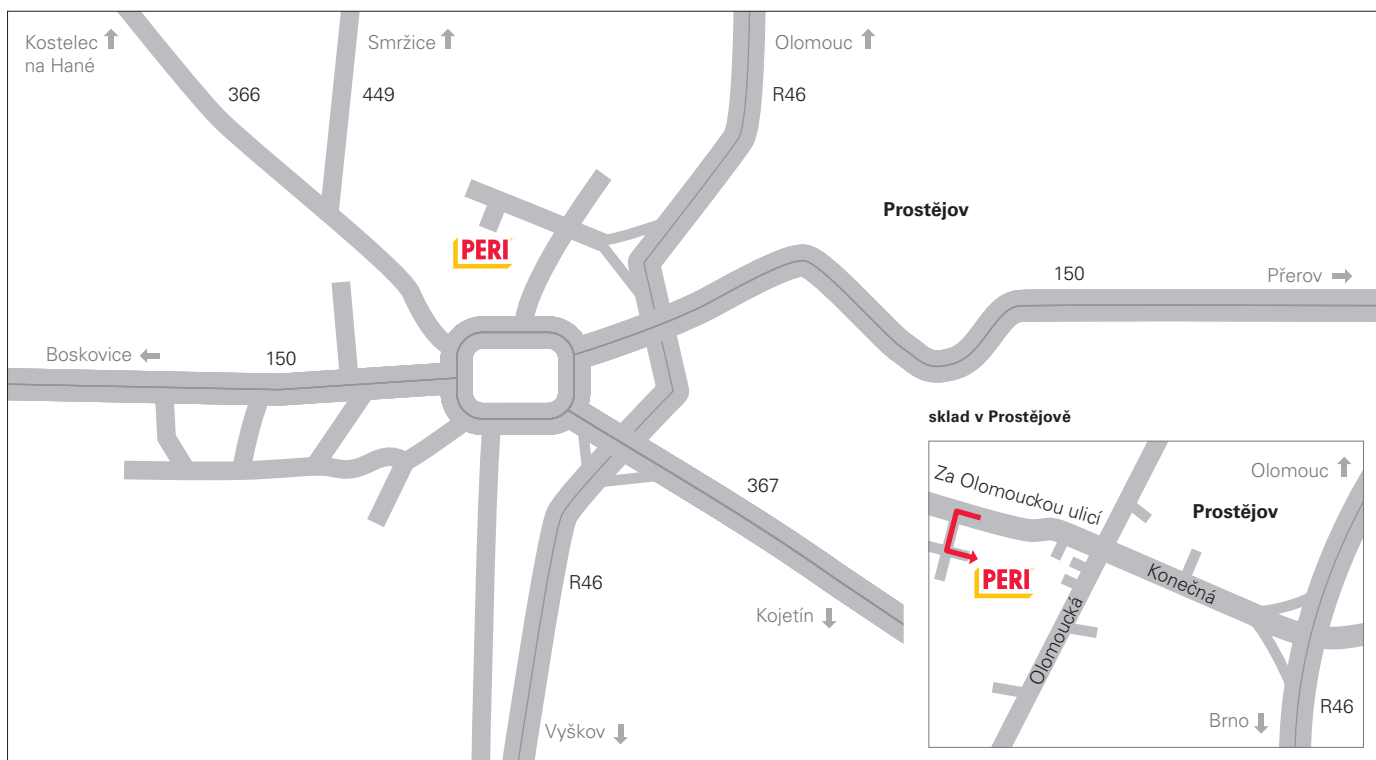 Kostelec
na Hané
Smržice
Olomouc
366
449
R46
Prostějov
PERI
150
Přerov
Boskovice
150
sklad v Prostějově
367
R46
Kojetín
Vyškov
Za Olomouckou ulicí
Olomouc
Prostějov
PERI
Konečná
Olomoucká
R46
Brno